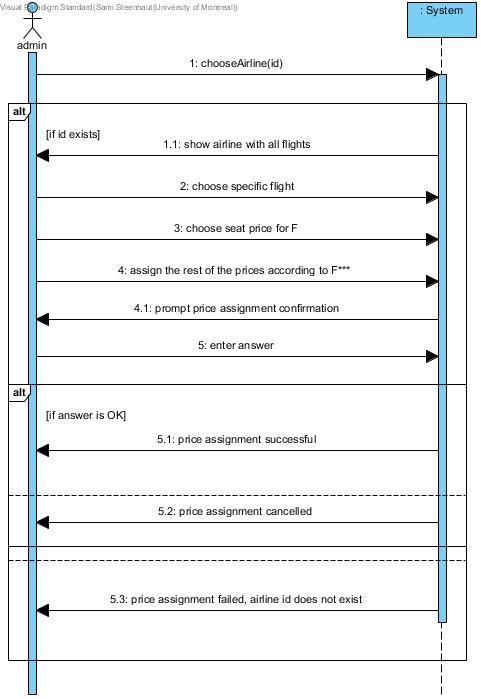 Visual Paradigm Standard(Sami Steenhaut(University of Montreal))
: System
admin
1: chooseAirline(id)
alt
[if id exists]
1.1: show airline with all flights
2: choose specific flight
3: choose seat price for F
4: assign the rest of the prices according to F***
4.1: prompt price assignment confirmation
5: enter answer
alt
[if answer is OK]
5.1: price assignment successful
5.2: price assignment cancelled
5.3: price assignment failed, airline id does not exist